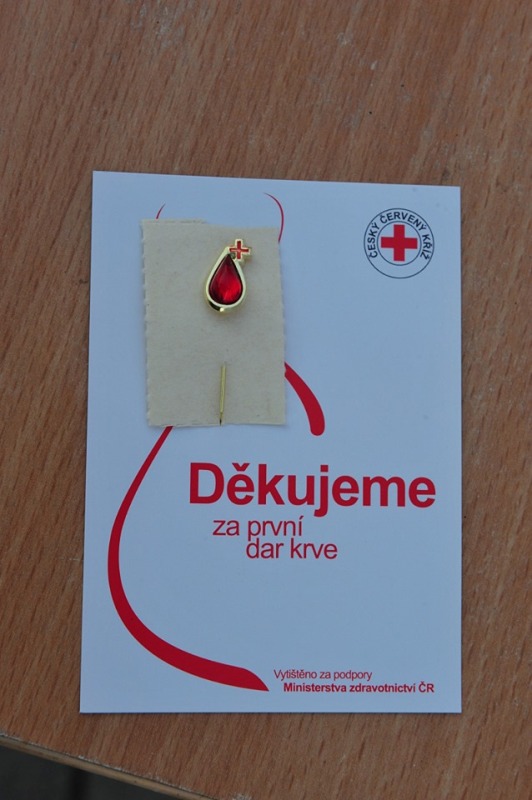 ČESKÝ ČERVENÝ KŘÍŽ
Děkujeme
za první
dar krve
Vytištěno za podpory
Ministerstva zdravotnictví ČR